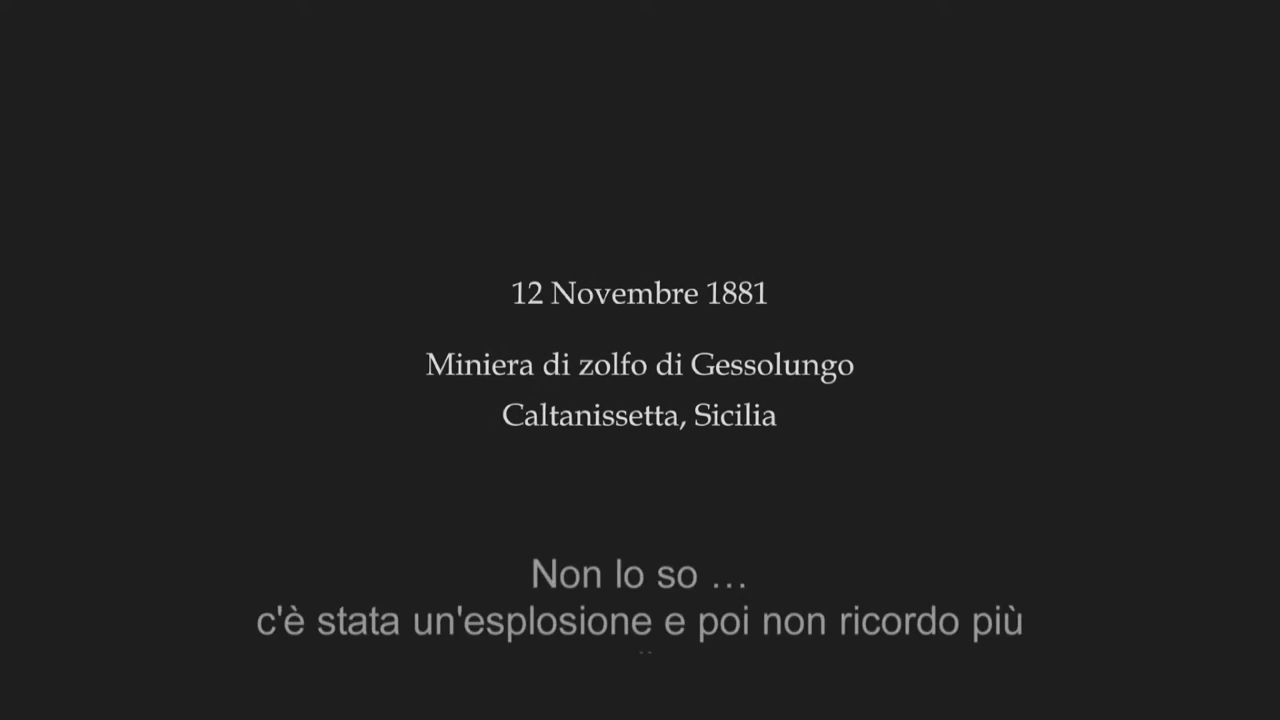 12 Novembre 1881
Miniera di zolfo di Gessolungo
Caltanissetta, Sicilia
Non lo so …
c'è stata un'esplosione e poi non ricordo più